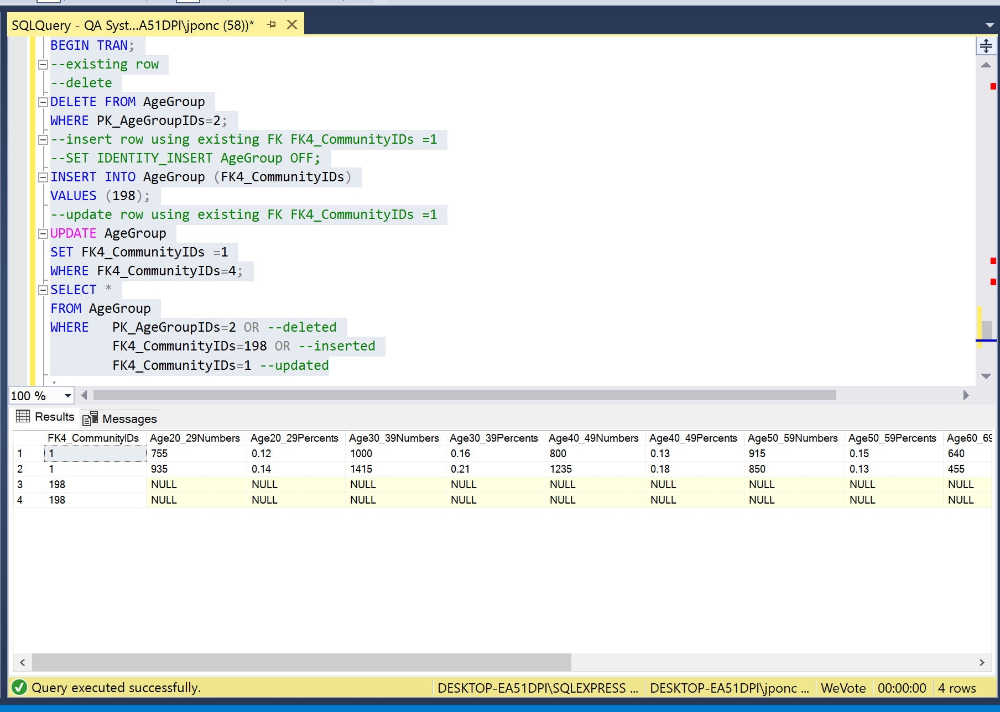 SQLQuery - QA Syst...A51DPI\jponc (58))*
BEGIN TRAN;
--existing row
--delete
DELETE FROM AgeGroup
WHERE PK_AgeGroupIDs=2;
--insert row using existing FK FK4_CommunityIDs =1
--SET IDENTITY_INSERT AgeGroup OFF;
INSERT INTO AgeGroup (FK4_CommunityIDs)
VALUES (198);
--update row using existing FK FK4_CommunityIDs =1
UPDATE AgeGroup
SET FK4_CommunityIDs =1
WHERE FK4_CommunityIDs=4;
SELECT *
FROM AgeGroup
WHERE   PK_AgeGroupIDs=2 OR --deleted
        FK4_CommunityIDs=198 OR --inserted
        FK4_CommunityIDs=1 --updated
100 %
Results Messages
FK4_CommunityIDs Age20_29Numbers Age20_29Percents Age30_39Numbers Age30_39Percents Age40_49Numbers Age40_49Percents Age50_59Numbers Age50_59Percents Age60_69
1 1 755 0.12 1000 0.16 800 0.13 915 0.15 640
2 1 935 0.14 1415 0.21 1235 0.18 850 0.13 455
3 198 NULL NULL NULL NULL NULL NULL NULL NULL NULL
4 198 NULL NULL NULL NULL NULL NULL NULL NULL NULL
Query executed successfully. DESKTOP-EA51DPI\SQLEXPRESS ... DESKTOP-EA51DPI\jponc ... WeVote 00:00:00 4 rows